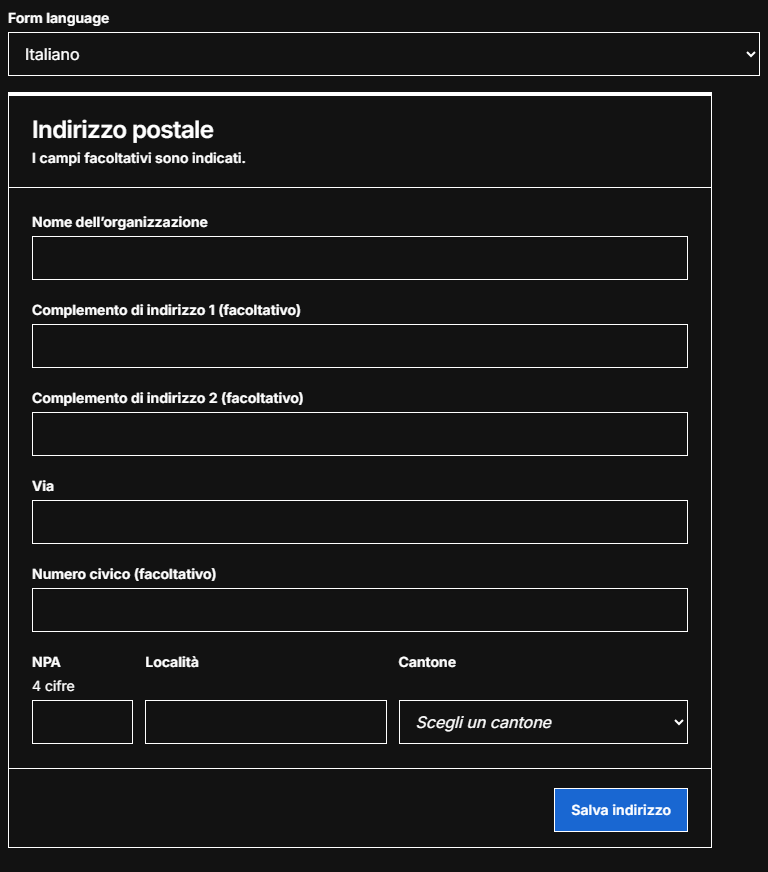 Form language
Italiano
Indirizzo postale
I campi facoltativi sono indicati.
Nome dell’organizzazione
Complemento di indirizzo 1 (facoltativo)
Complemento di indirizzo 2 (facoltativo)
Via
Numero civico (facoltativo)
NPA
4 cifre
Località
Cantone
Scegli un cantone
Salva indirizzo